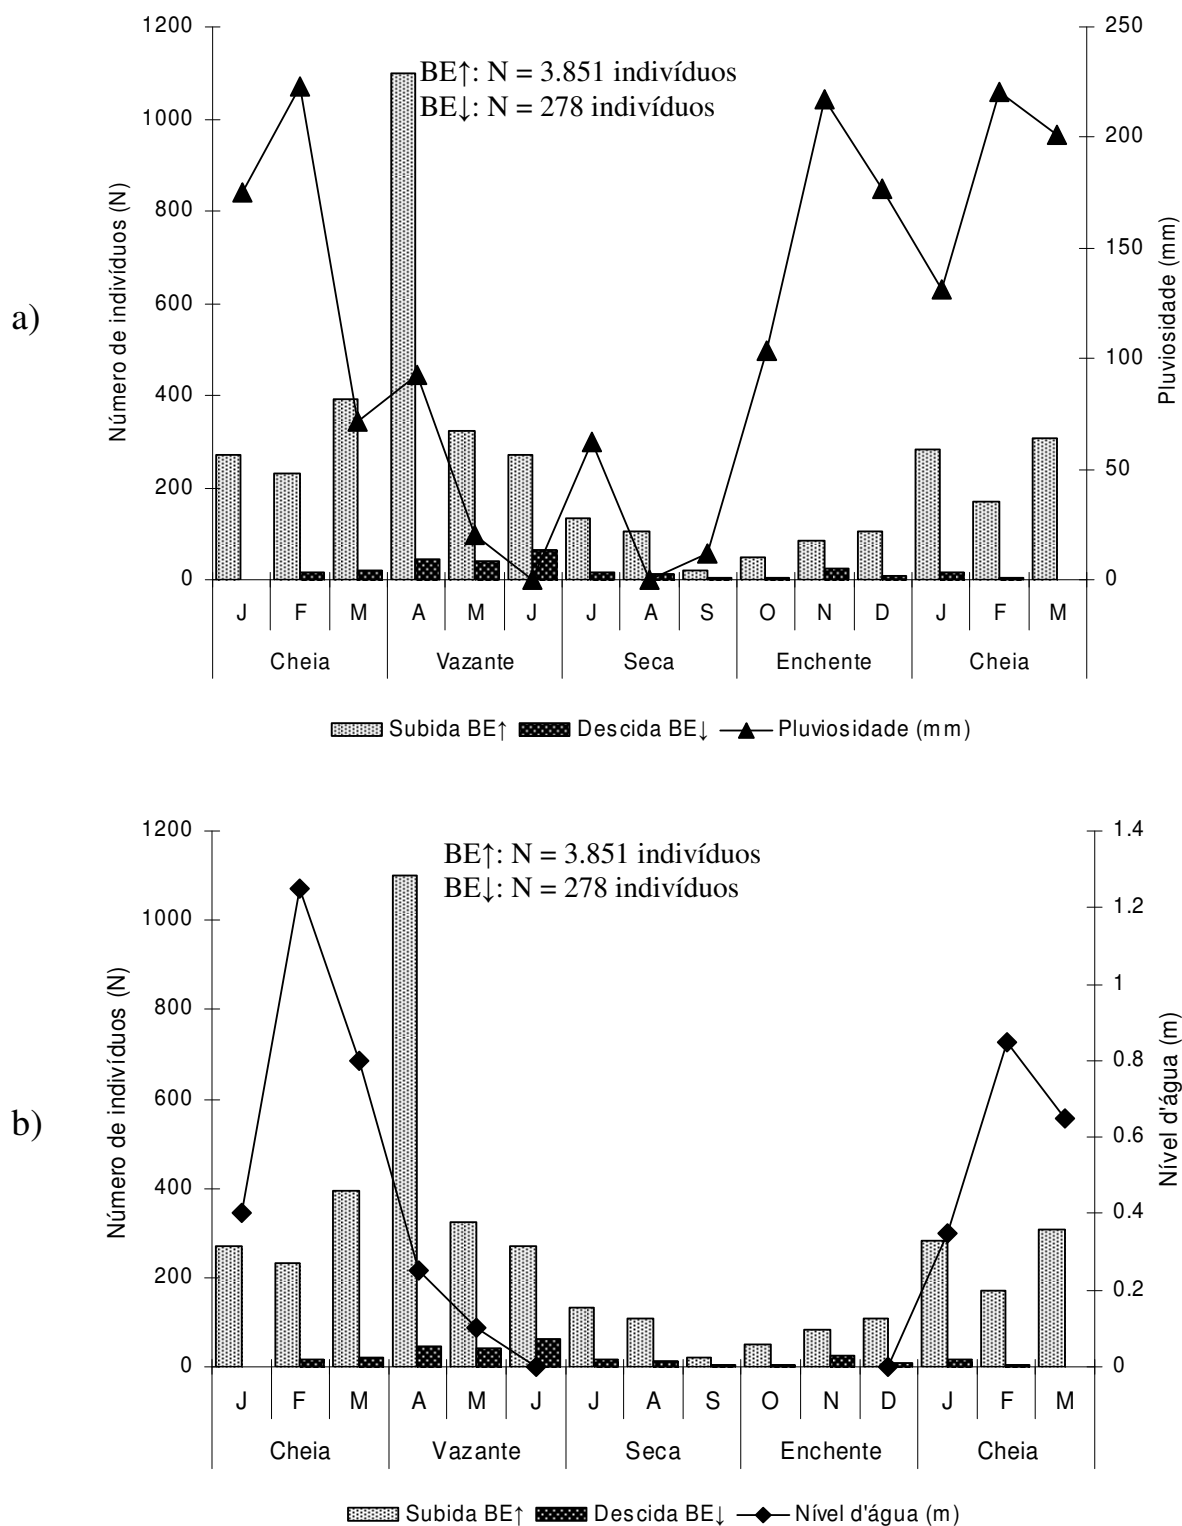 a)
1200
1000
800
600
400
200
0
Número de indivíduos (N)
BE↑: N = 3.851 indivíduos
BE↓: N = 278 indivíduos
250
200
150
100
50
0
Pluviosidade (mm)
J F M A M J J A S O N D J F M
Cheia Vazante Seca Enchente Cheia
Subida BE↑ Descida BE↓ Pluviosidade (mm)
b)
1200
1000
800
600
400
200
0
Número de indivíduos (N)
BE↑: N = 3.851 indivíduos
BE↓: N = 278 indivíduos
1.4
1.2
1
0.8
0.6
0.4
0.2
0
Nível d'água (m)
J F M A M J J A S O N D J F M
Cheia Vazante Seca Enchente Cheia
Subida BE↑ Descida BE↓ Nível d'água (m)